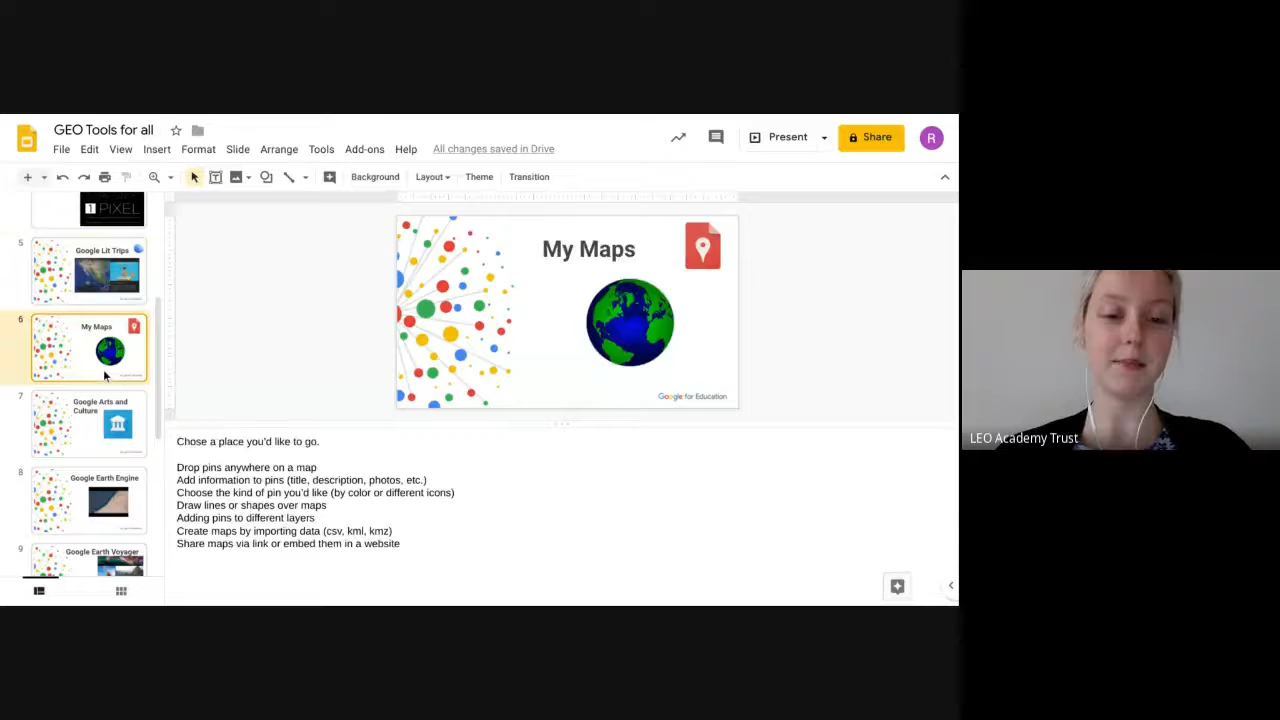 GEO Tools for all
File Edit View Insert Format Slide Arrange Tools Add-ons Help All changes saved in Drive
Present
Share
R
Background Layout Theme Transition
1 PIXEL
5
Google Lit Trips
6
My Maps
7
Google Arts and
Culture
8
Google Earth Engine
9
Google Earth Voyager
My Maps
Google for Education
Chose a place you'd like to go.
Drop pins anywhere on a map
Add information to pins (title, description, photos, etc.)
Choose the kind of pin you'd like (by color or different icons)
Draw lines or shapes over maps
Adding pins to different layers
Create maps by importing data (csv, kml, kmz)
Share maps via link or embed them in a website
LEO Academy Trust